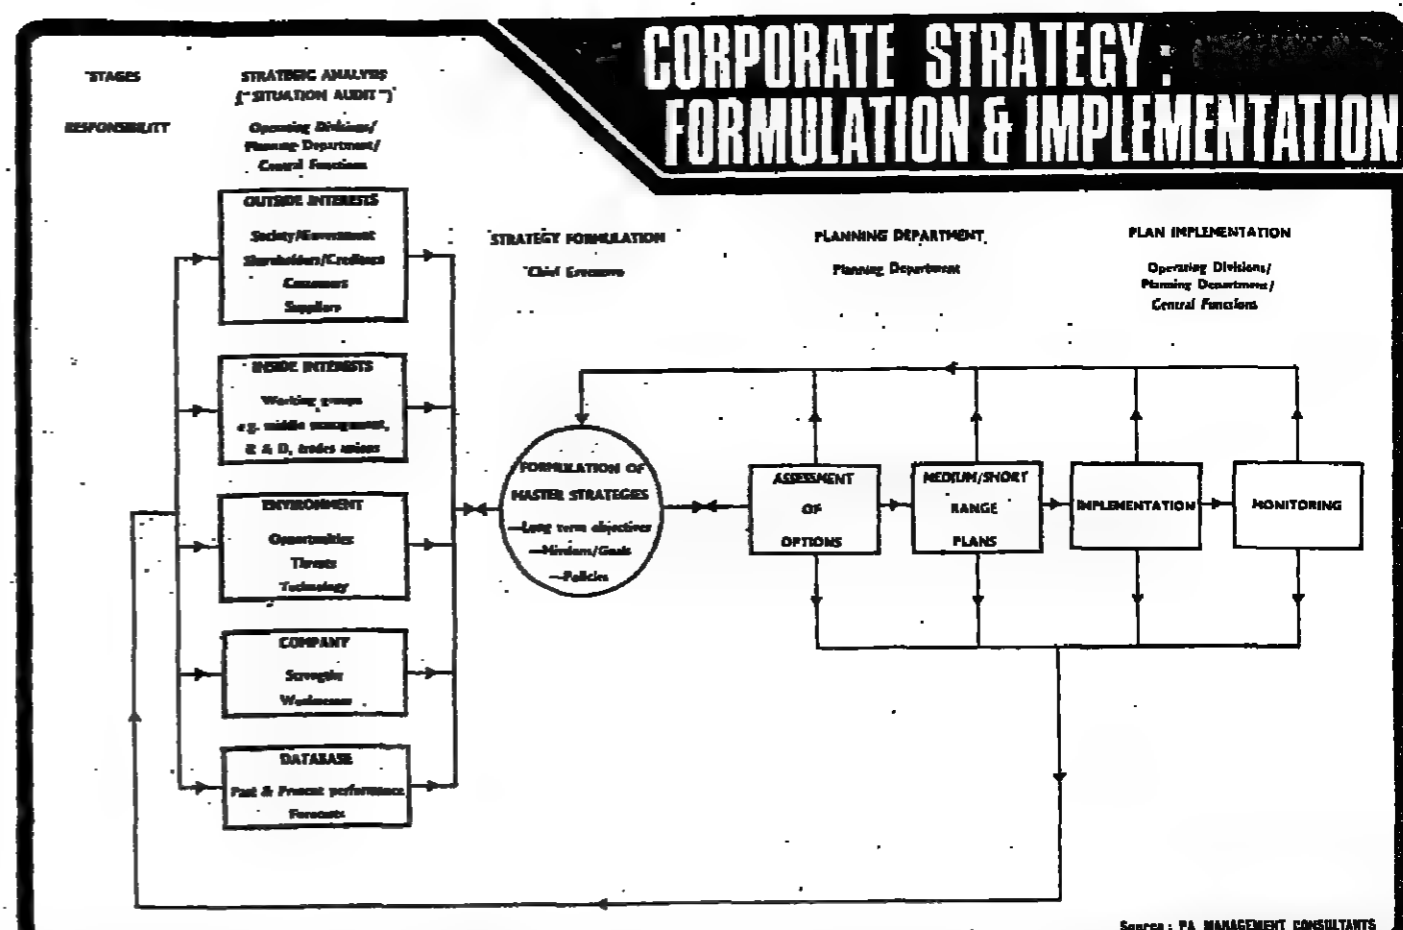 CORPORATE STRATEGY:
FORMULATION & IMPLEMENTATION
STAGES
STRATEGIC ANALYSIS
("SITUATION AUDIT")
RESPONSIBILITY
Operating Divisions/
Planning Department/
Central Functions
OUTSIDE INTERESTS
Society/Government
Shareholders/Creditors
Customers
Suppliers
INSIDE INTERESTS
Working groups
e.g. middle management,
R & D, trades unions
ENVIRONMENT
Opportunities
Threats
Technology
COMPANY
Strengths
Weaknesses
DATABASE
Past & Present performance
Forecasts
STRATEGY FORMULATION
Chief Executive
FORMULATION OF
MASTER STRATEGIES
—Long term objectives
—Missions/Goals
—Policies
PLANNING DEPARTMENT
Planning Department
ASSESSMENT
OF
OPTIONS
MEDIUM/SHORT
RANGE
PLANS
PLAN IMPLEMENTATION
Operating Divisions/
Planning Department/
Central Functions
IMPLEMENTATION
MONITORING
Source: PA MANAGEMENT CONSULTANTS